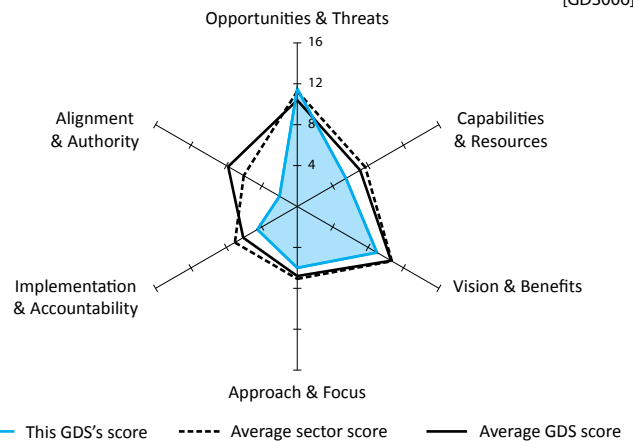 [GDS006]
Opportunities & Threats
16
12
8
4
Alignment
& Authority
Capabilities
& Resources
Implementation
& Accountability
Vision & Benefits
Approach & Focus
This GDS's score
Average sector score
Average GDS score